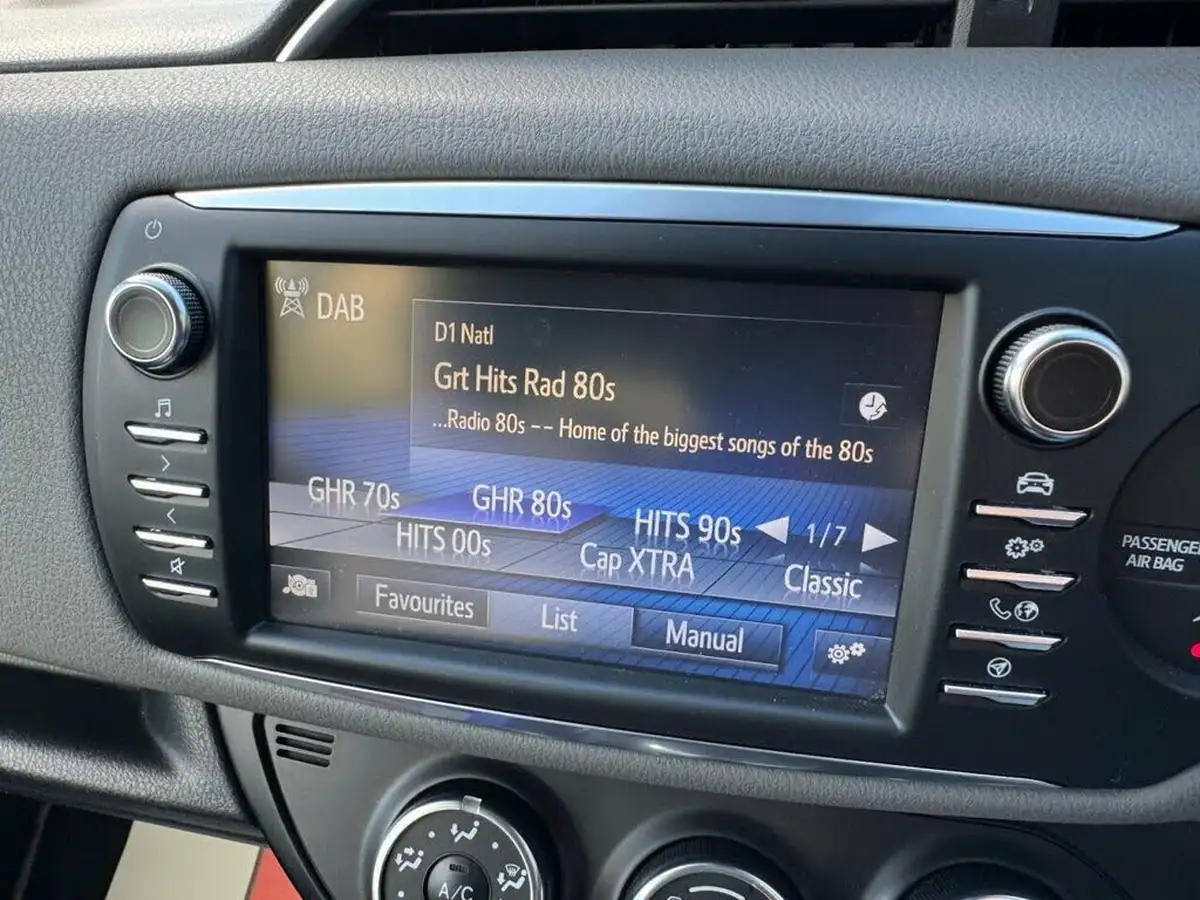 DAB
D1 Natl
Grt Hits Rad 80s
...Radio 80s -- Home of the biggest songs of the 80s
GHR 70s GHR 80s HITS 90s 1/7
HITS 00s Cap XTRA Classic
Favourites List Manual
PASSENGER
AIR BAG
A/C